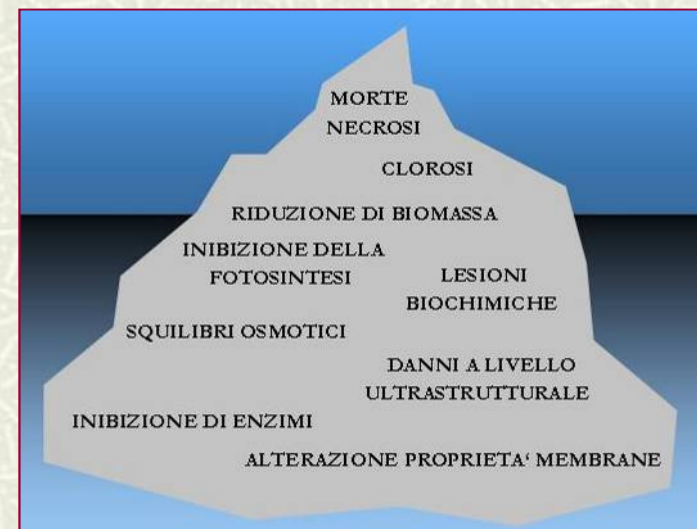 MORTE
NECROSI
CLOROSI
RIDUZIONE DI BIOMASSA
INIBIZIONE DELLA
FOTOSINTESI
LESIONI
BIOCHIMICHE
SQUILIBRI OSMOTICI
DANNI A LIVELLO
ULTRASTRUTTURALE
INIBIZIONE DI ENZIMI
ALTERAZIONE PROPRIETA‘ MEMBRANE